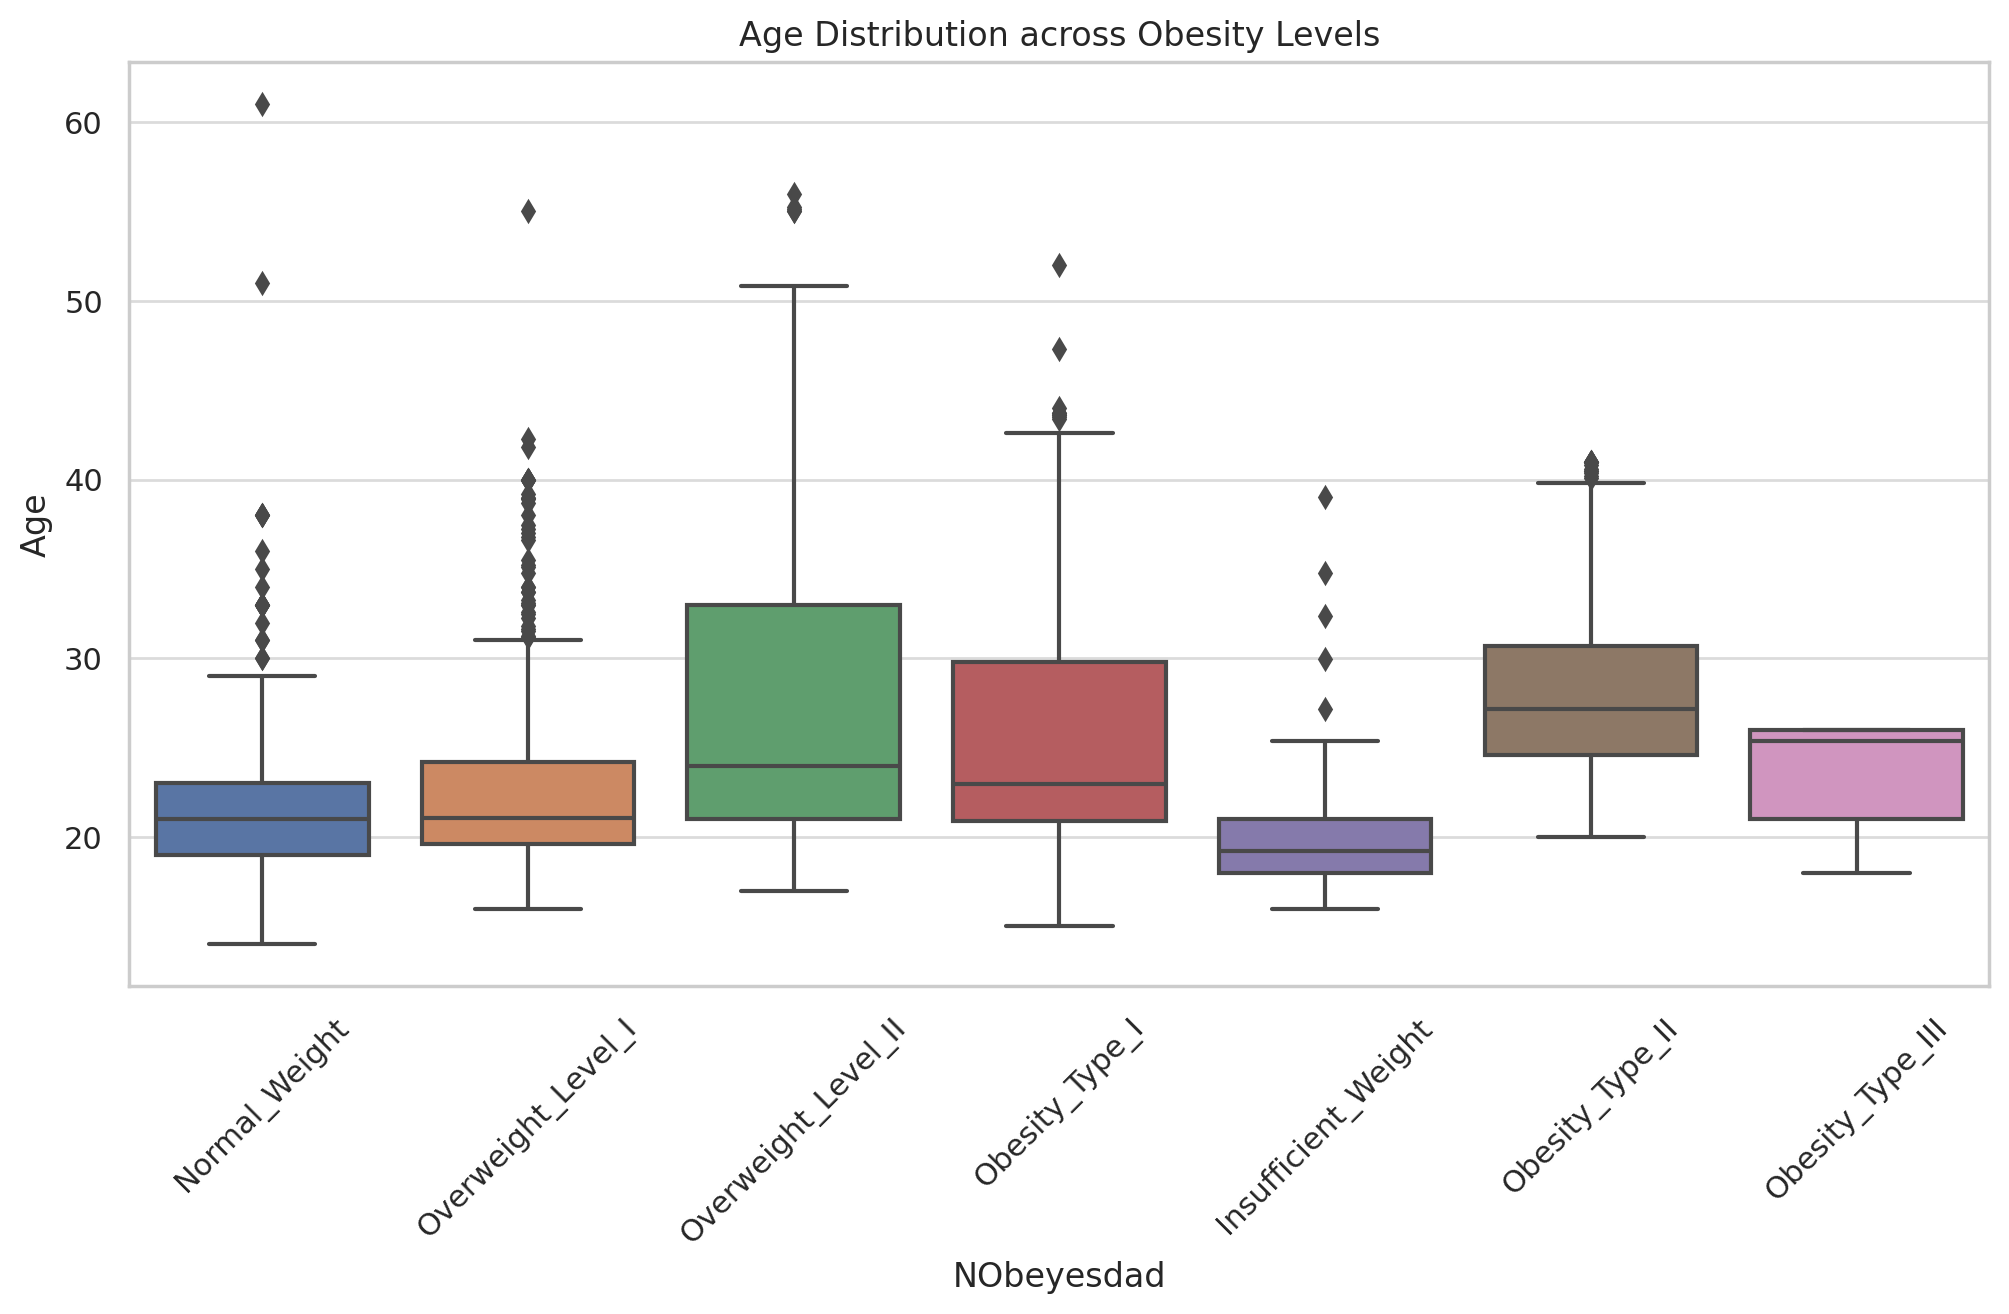 Age Distribution across Obesity Levels
60
50
40
30
20
Age
Normal_Weight
Overweight_Level_I
Overweight_Level_II
Obesity_Type_I
Insufficient_Weight
Obesity_Type_II
Obesity_Type_III
NObeyesdad